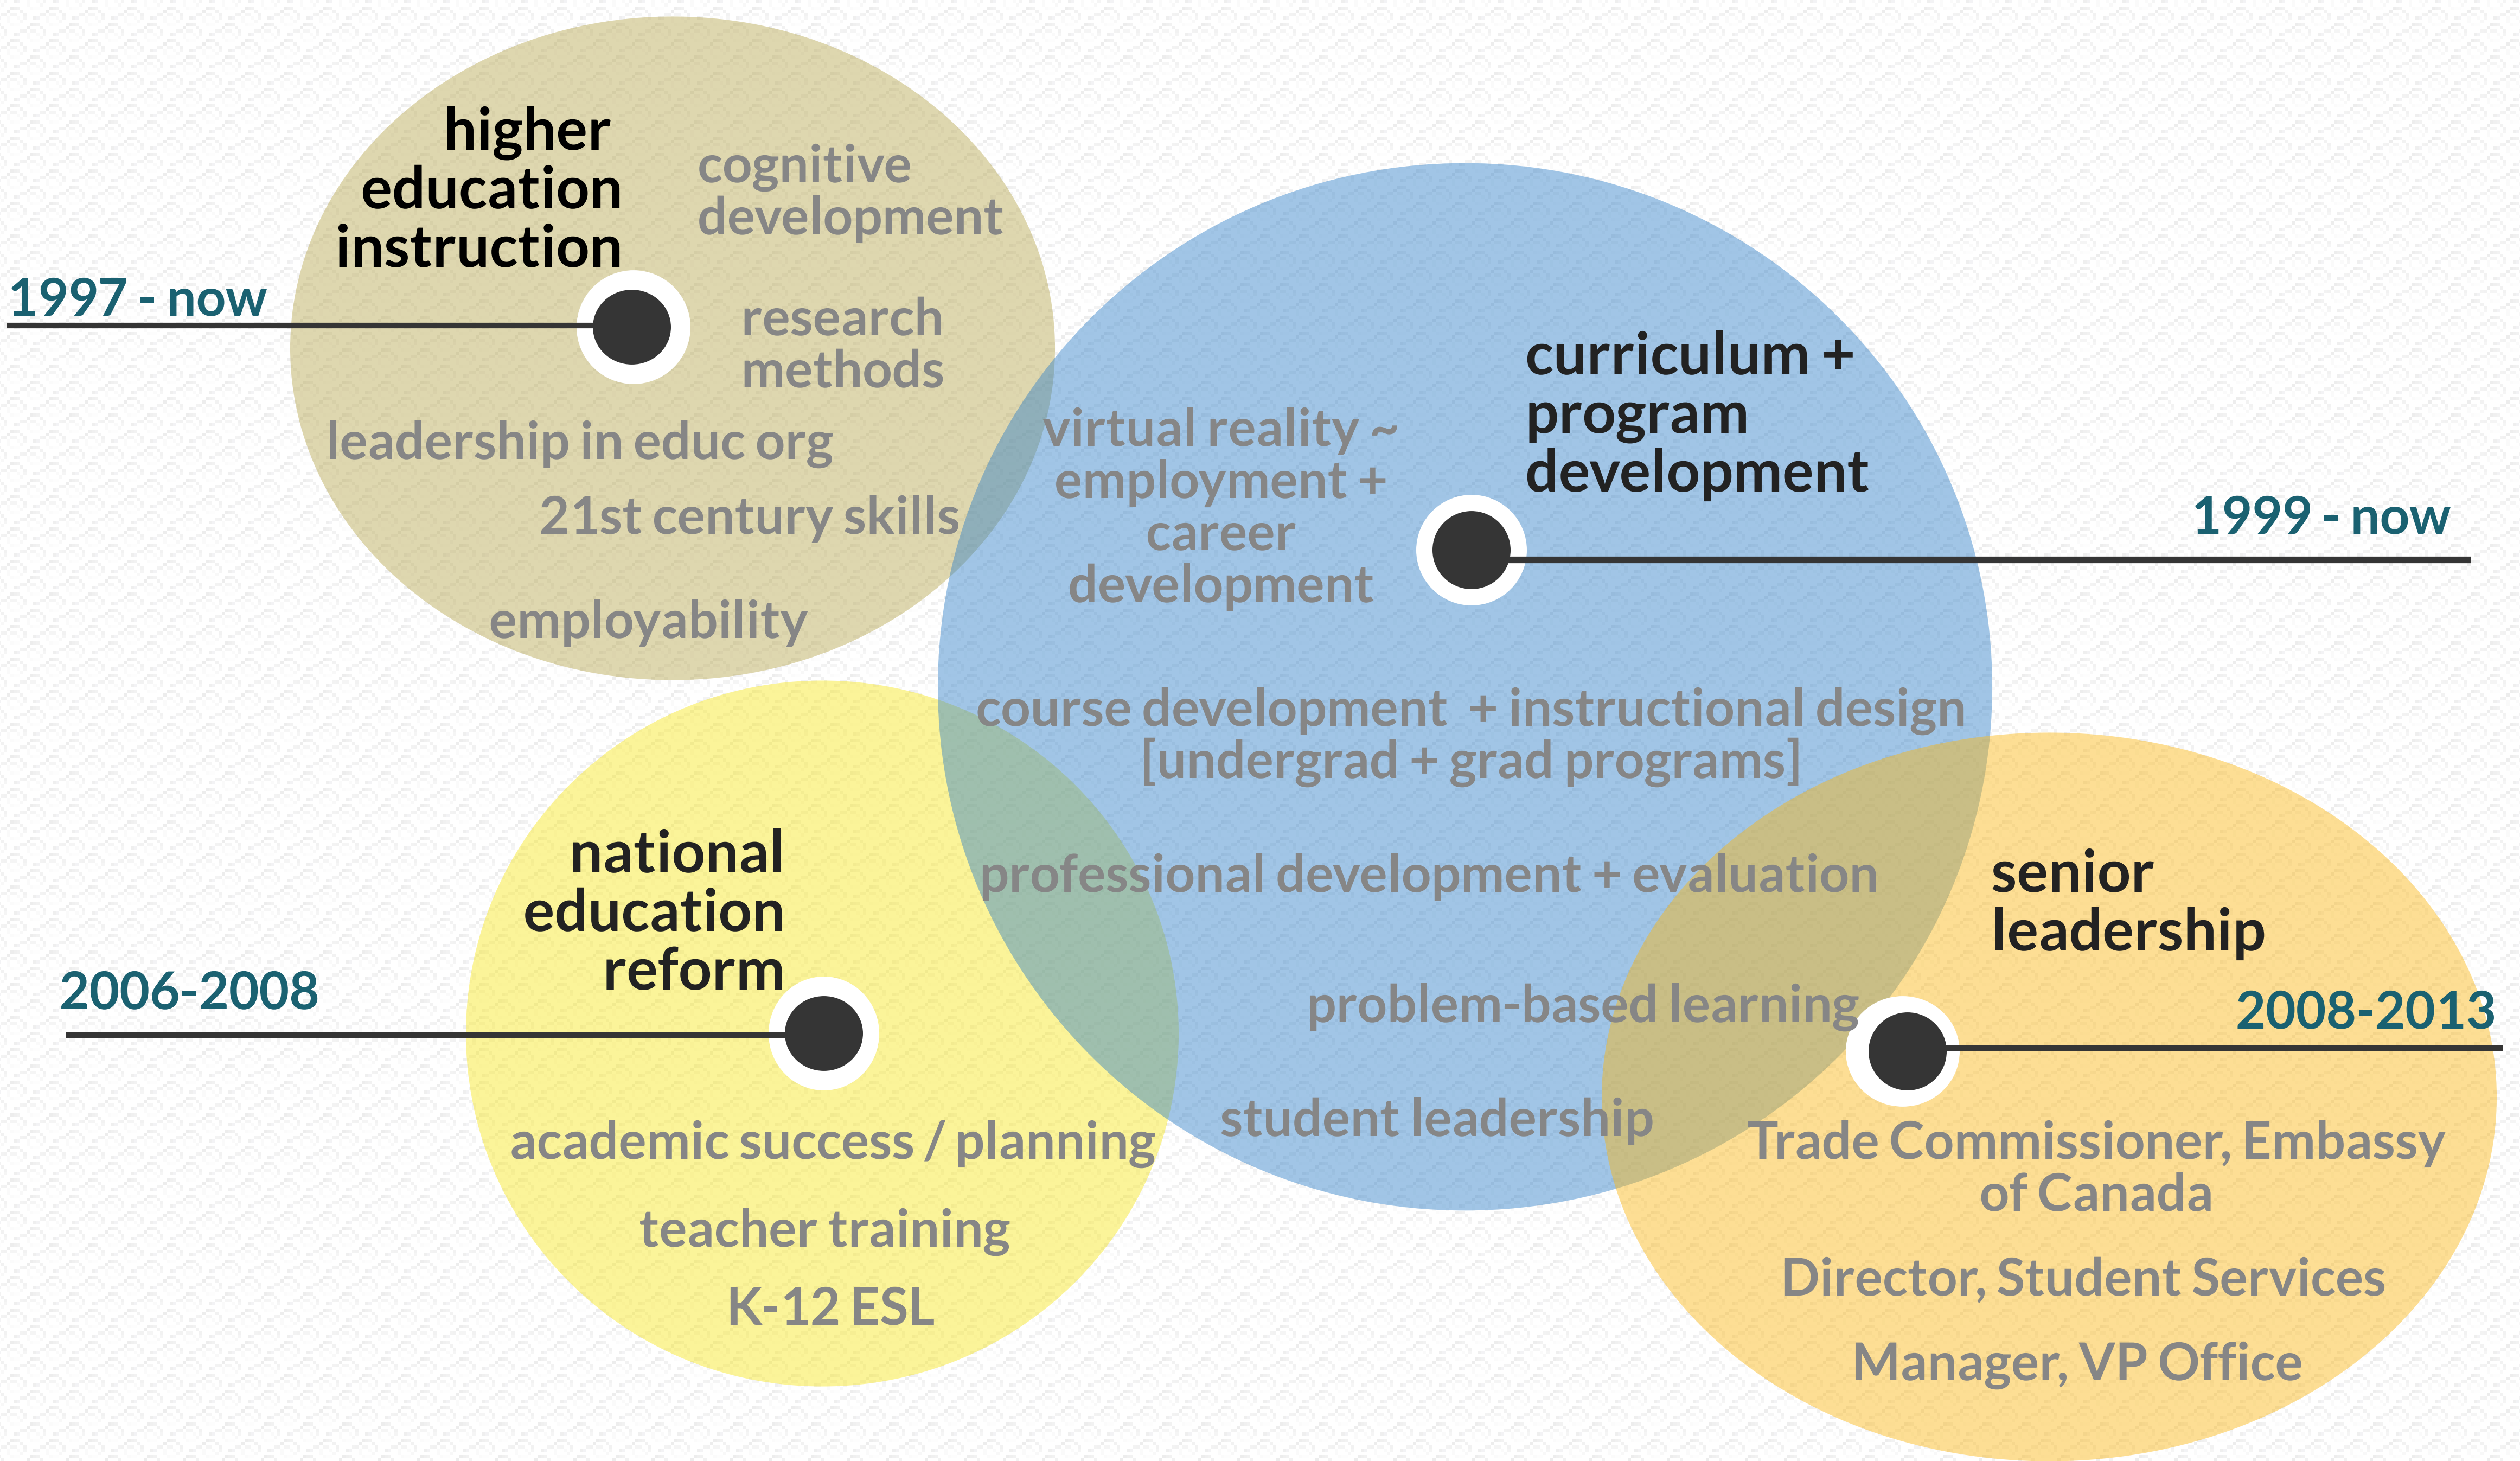 higher
education
instruction
cognitive
development
1997 - now
research
methods
leadership in educ org
21st century skills
employability
curriculum +
program
development
1999 - now
virtual reality ~
employment +
career
development
course development + instructional design
[undergrad + grad programs]
professional development + evaluation
problem-based learning
student leadership
national
education
reform
2006-2008
academic success / planning
teacher training
K-12 ESL
senior
leadership
2008-2013
Trade Commissioner, Embassy
of Canada
Director, Student Services
Manager, VP Office